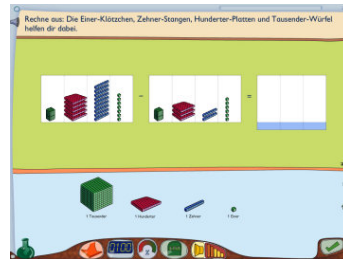 Rechne aus: Die Einer-Klötzchen, Zehner-Stangen, Hunderter-Platten und Tausender-Würfel
helfen dir dabei.
– =
1 Tausender 1 Hunderter 1 Zehner 1 Einer
0100